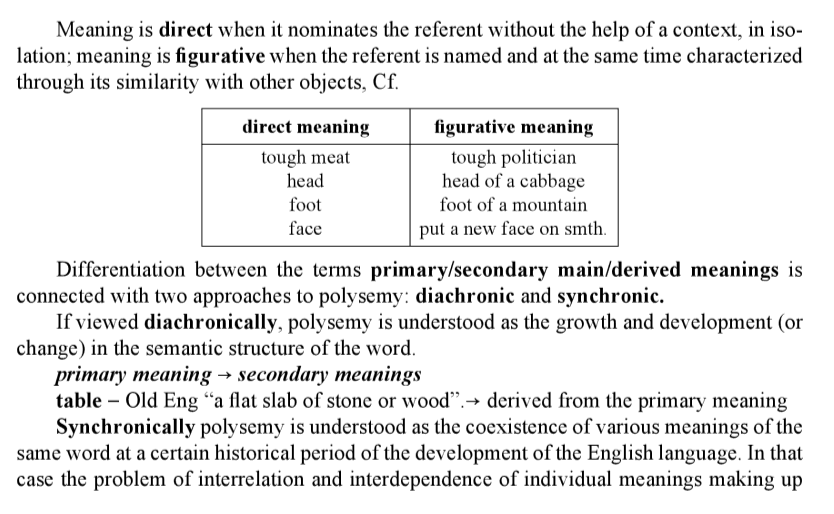 Meaning is direct when it nominates the referent without the help of a context, in iso-
lation; meaning is figurative when the referent is named and at the same time characterized
through its similarity with other objects, Cf.
direct meaning figurative meaning
tough meat tough politician
head head of a cabbage
foot foot of a mountain
face put a new face on smth.
Differentiation between the terms primary/secondary main/derived meanings is
connected with two approaches to polysemy: diachronic and synchronic.
If viewed diachronically, polysemy is understood as the growth and development (or
change) in the semantic structure of the word.
primary meaning → secondary meanings
table – Old Eng “a flat slab of stone or wood”.→ derived from the primary meaning
Synchronically polysemy is understood as the coexistence of various meanings of the
same word at a certain historical period of the development of the English language. In that
case the problem of interrelation and interdependence of individual meanings making up